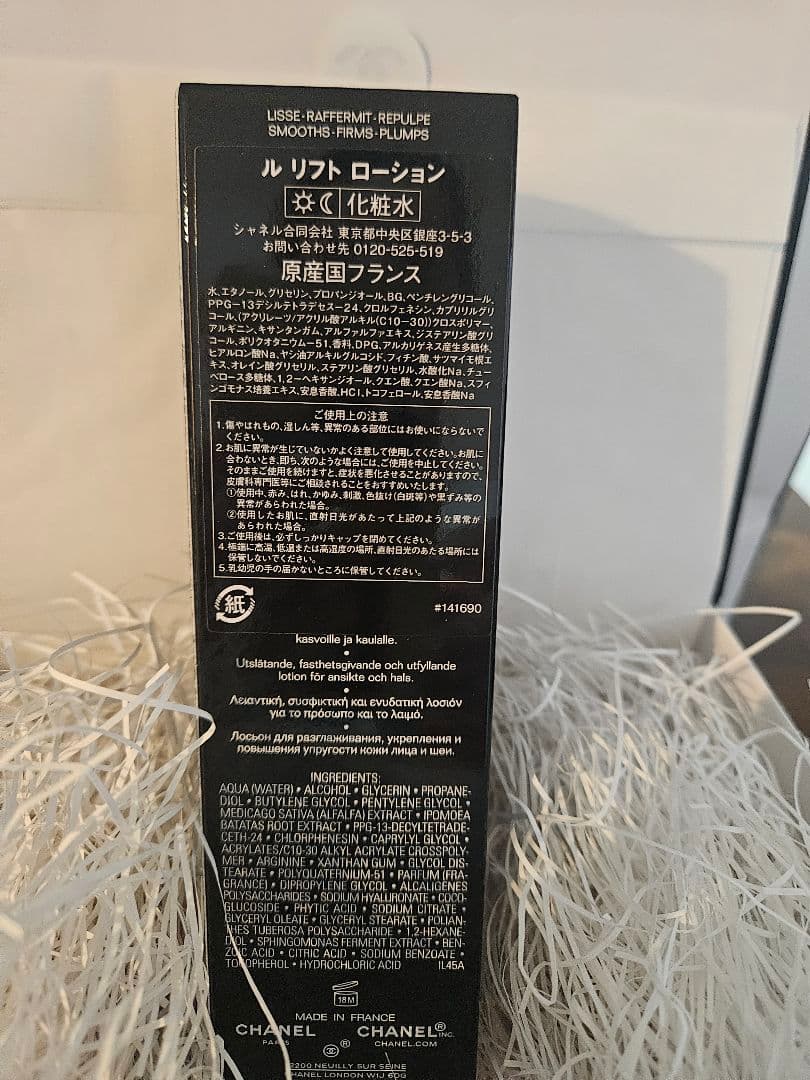 LISSE-RAFFERMIT-REPULPE
SMOOTHS-FIRMS-PLUMPS
ル リフト ローション
化粧水
シャネル合同会社 東京都中央区銀座3-5-3
お問い合わせ先 0120-525-519
原産国フランス
水、エタノール、グリセリン、プロパンジオール、BG、ペンチレングリコール、
PPG-13デシルテトラデセス-24、クロルフェネシン、カプリリルグリ
コール、(アクリレーツ/アクリル酸アルキル(C10-30))クロスポリマー、
アルギニン、キサンタンガム、アルファルファエキス、ジステアリン酸グリ
コール、ポリクオタニウム-51、香料、DPG、アルカリゲネス産生多糖体、
ヒアルロン酸Na、ヤシ油アルキルグルコシド、フィチン酸、サツマイモ根エ
キス、オレイン酸グリセリル、ステアリン酸グリセリル、水酸化Na、チュー
ベロース多糖体、1,2-ヘキサンジオール、クエン酸、クエン酸Na、スフィ
ンゴモナス培養エキス、安息香酸、HCl、トコフェロール、安息香酸Na
ご使用上の注意
1.傷やはれもの、湿しん等、異常のある部位にはお使いにならないで
ください。
2.お肌に異常が生じていないかよく注意して使用してください。お肌に
合わないとき、即ち、次のような場合には、ご使用を中止してください。
そのままご使用を続けますと、症状を悪化させることがありますので、
皮膚科専門医等にご相談されることをおすすめいたします。
①使用中、赤み、はれ、かゆみ、刺激、色抜け(白斑等)や黒ずみ等の
異常があらわれた場合。
②使用したお肌に、直射日光があたって上記のような異常が
あらわれた場合。
3.ご使用後は、必ずしっかりキャップを閉めてください。
4.極端に高温、低温または高湿度の場所、直射日光のあたる場所には
保管しないでください。
5.乳幼児の手の届かないところに保管してください。
紙
#141690
kasvoille ja kaulalle.
•
Utslätande, fasthetsgivande och utfyllande
lotion för ansikte och hals.
•
Λειαντική, συσφικτική και ενυδατική λοσιόν
για το πρόσωπο και το λαιμό.
•
Лосьон для разглаживания, укрепления и
повышения упругости кожи лица и шеи.
INGREDIENTS:
AQUA (WATER) • ALCOHOL • GLYCERIN • PROPANE-
DIOL • BUTYLENE GLYCOL • PENTYLENE GLYCOL •
MEDICAGO SATIVA (ALFALFA) EXTRACT • IPOMOEA
BATATAS ROOT EXTRACT • PPG-13-DECYLTETRADE-
CETH-24 • CHLORPHENESIN • CAPRYLYL GLYCOL •
ACRYLATES/C10-30 ALKYL ACRYLATE CROSSPOLY-
MER • ARGININE • XANTHAN GUM • GLYCOL DIS-
TEARATE • POLYQUATERNIUM-51 • PARFUM (FRA-
GRANCE) • DIPROPYLENE GLYCOL • ALCALIGENES
POLYSACCHARIDES • SODIUM HYALURONATE • COCO-
GLUCOSIDE • PHYTIC ACID • SODIUM CITRATE •
GLYCERYL OLEATE • GLYCERYL STEARATE • POLIAN-
THES TUBEROSA POLYSACCHARIDE • 1,2-HEXANE-
DIOL • SPHINGOMONAS FERMENT EXTRACT • BEN-
ZOIC ACID • CITRIC ACID • SODIUM BENZOATE •
TOCOPHEROL • HYDROCHLORIC ACID IL45A
18M
MADE IN FRANCE
CHANEL CHANEL® INC.
PARIS CHANEL.COM
®
92200 NEUILLY SUR SEINE
CHANEL LONDON W1J 6DG